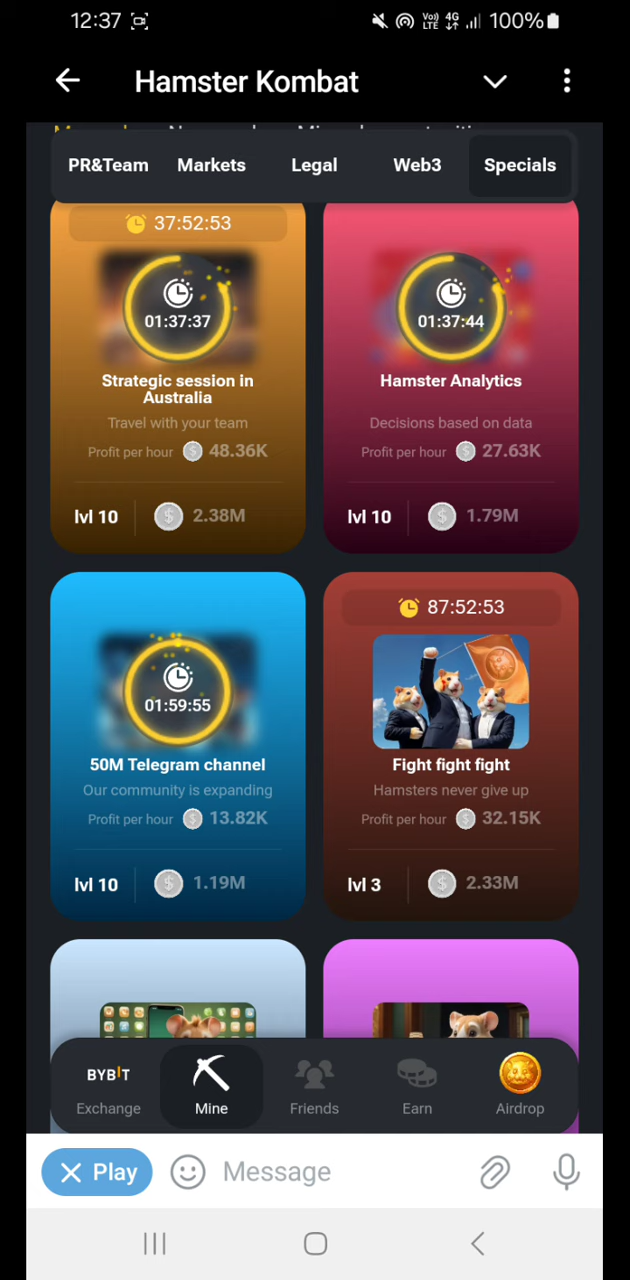 12:37
Vo))
LTE
4G
100%
Hamster Kombat
PR&Team
Markets
Legal
Web3
Specials
37:52:53
01:37:37
Strategic session in
Australia
Travel with your team
Profit per hour 48.36K
lvl 10
2.38M
01:37:44
Hamster Analytics
Decisions based on data
Profit per hour 27.63K
lvl 10
1.79M
01:59:55
50M Telegram channel
Our community is expanding
Profit per hour 13.82K
lvl 10
1.19M
87:52:53
Fight fight fight
Hamsters never give up
Profit per hour 32.15K
lvl 3
2.33M
BYBIT
Exchange
Mine
Friends
Earn
Airdrop
Play
Message